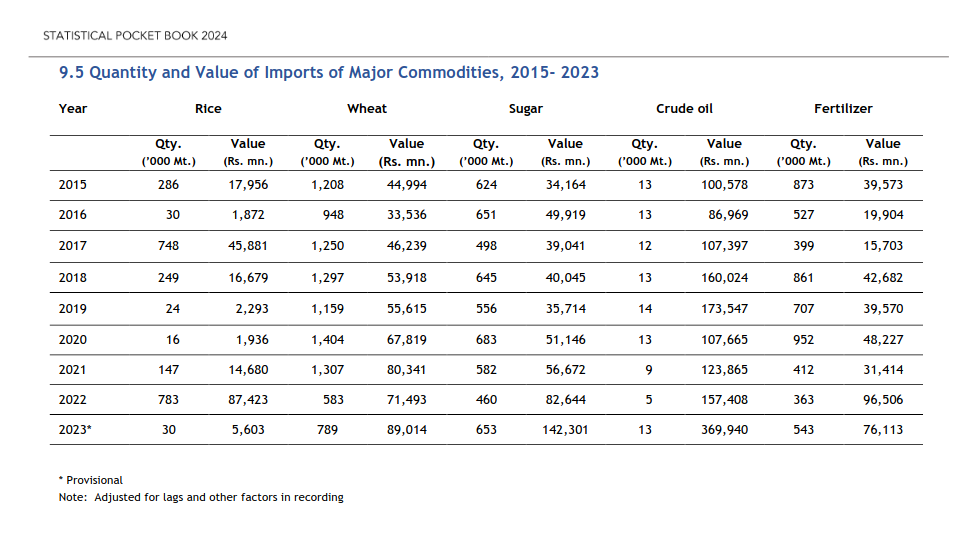 STATISTICAL POCKET BOOK 2024
9.5 Quantity and Value of Imports of Major Commodities, 2015- 2023
Year Rice Wheat Sugar Crude oil Fertilizer
Qty. Value Qty. Value Qty. Value Qty. Value Qty. Value
('000 Mt.) (Rs. mn.) ('000 Mt.) (Rs. mn.) ('000 Mt.) (Rs. mn.) ('000 Mt.) (Rs. mn.) ('000 Mt.) (Rs. mn.)
2015 286 17,956 1,208 44,994 624 34,164 13 100,578 873 39,573
2016 30 1,872 948 33,536 651 49,919 13 86,969 527 19,904
2017 748 45,881 1,250 46,239 498 39,041 12 107,397 399 15,703
2018 249 16,679 1,297 53,918 645 40,045 13 160,024 861 42,682
2019 24 2,293 1,159 55,615 556 35,714 14 173,547 707 39,570
2020 16 1,936 1,404 67,819 683 51,146 13 107,665 952 48,227
2021 147 14,680 1,307 80,341 582 56,672 9 123,865 412 31,414
2022 783 87,423 583 71,493 460 82,644 5 157,408 363 96,506
2023* 30 5,603 789 89,014 653 142,301 13 369,940 543 76,113
* Provisional
Note: Adjusted for lags and other factors in recording